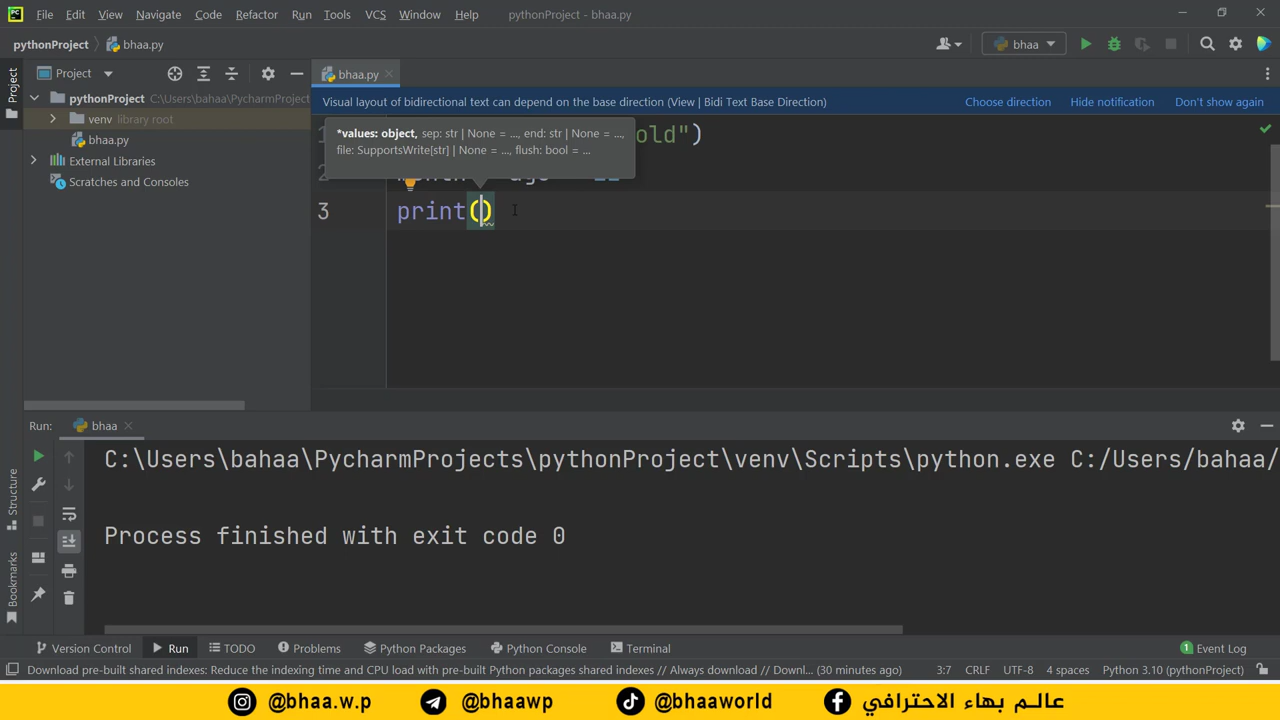 File Edit View Navigate Code Refactor Run Tools VCS Window Help pythonProject - bhaa.py
pythonProject bhaa.py bhaa
Project bhaa.py
Visual layout of bidirectional text can depend on the base direction (View | Bidi Text Base Direction) Choose direction Hide notification Don't show again
pythonProject C:\Users\bahaa\PycharmProject
venv library root
bhaa.py
External Libraries
Scratches and Consoles
*values: object, sep: str | None = ..., end: str | None = ...,
file: SupportsWrite[str] | None = ..., flush: bool = ...
1 old")
2
3 print()
Run: bhaa
C:\Users\bahaa\PycharmProjects\pythonProject\venv\Scripts\python.exe C:/Users/bahaa/
Process finished with exit code 0
Project
Structure
Bookmarks
Version Control Run TODO Problems Python Packages Python Console Terminal 1 Event Log
Download pre-built shared indexes: Reduce the indexing time and CPU load with pre-built Python packages shared indexes // Always download // Downl... (30 minutes ago) 3:7 CRLF UTF-8 4 spaces Python 3.10 (pythonProject)
@bhaa.w.p @bhaawp @bhaaworld عالم بهاء الاحترافي